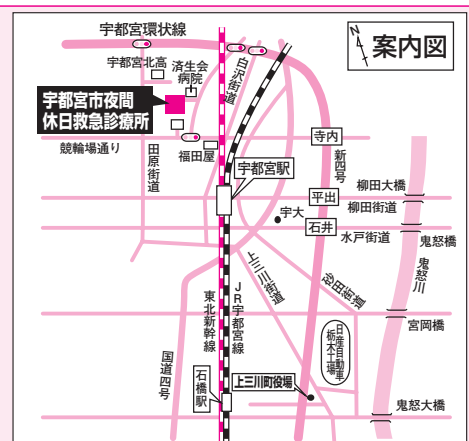 案内図
N
宇都宮環状線
宇都宮北高
済生会
病院
白沢街道
宇都宮市夜間
休日救急診療所
競輪場通り
田原街道
福田屋
宇都宮駅
寺内
新四号
柳田大橋
平出
柳田街道
宇大
石井
水戸街道
鬼怒橋
鬼怒川
上三川街道
砂田街道
東北新幹線
JR宇都宮線
宮岡橋
日産自動車
栃木工場
国道四号
石橋駅
上三川町役場
鬼怒大橋